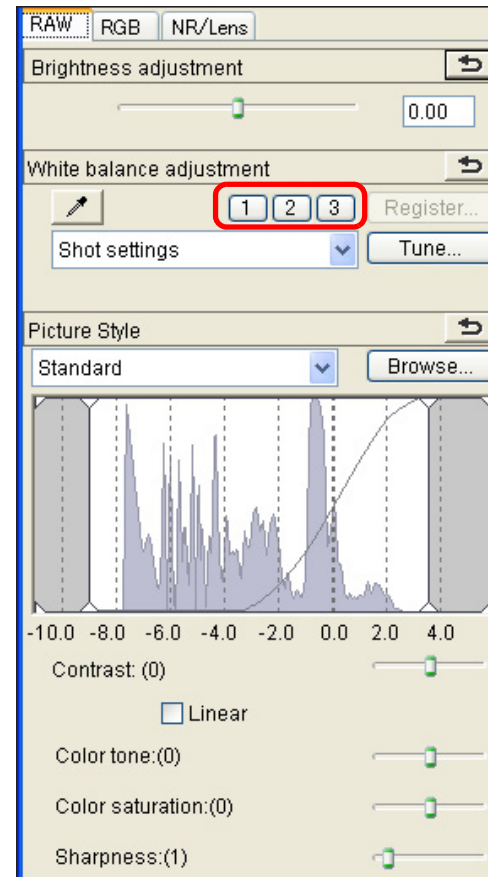 RAW RGB NR/Lens
Brightness adjustment
0.00
White balance adjustment
1 2 3 Register...
Shot settings Tune...
Picture Style
Standard Browse...
-10.0 -8.0 -6.0 -4.0 -2.0 0.0 2.0 4.0
Contrast: (0)
Linear
Color tone:(0)
Color saturation:(0)
Sharpness:(1)